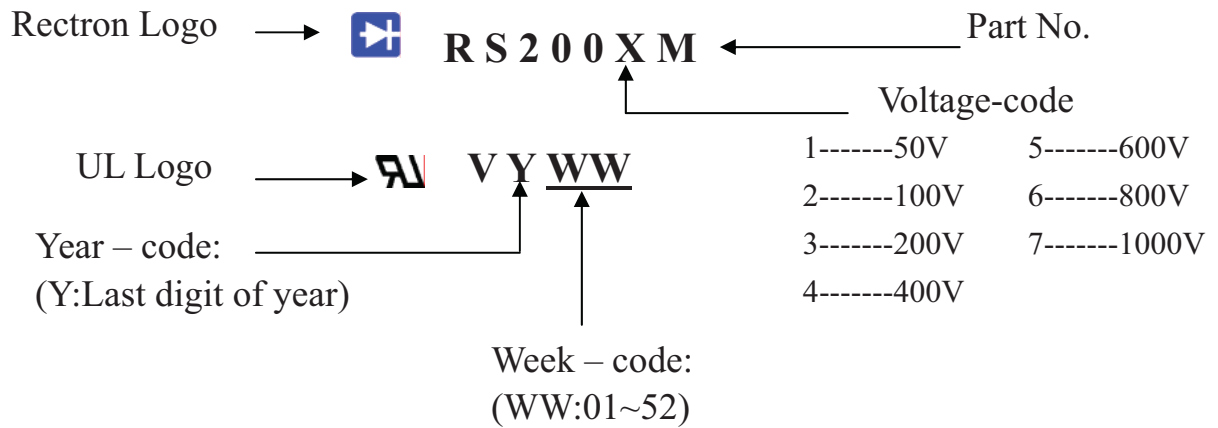 Rectron Logo
R S 2 0 0 X M
Part No.
Voltage-code
1-------50V 5-------600V
2-------100V 6-------800V
3-------200V 7-------1000V
4-------400V
UL Logo
V Y WW
Year – code:
(Y:Last digit of year)
Week – code:
(WW:01~52)